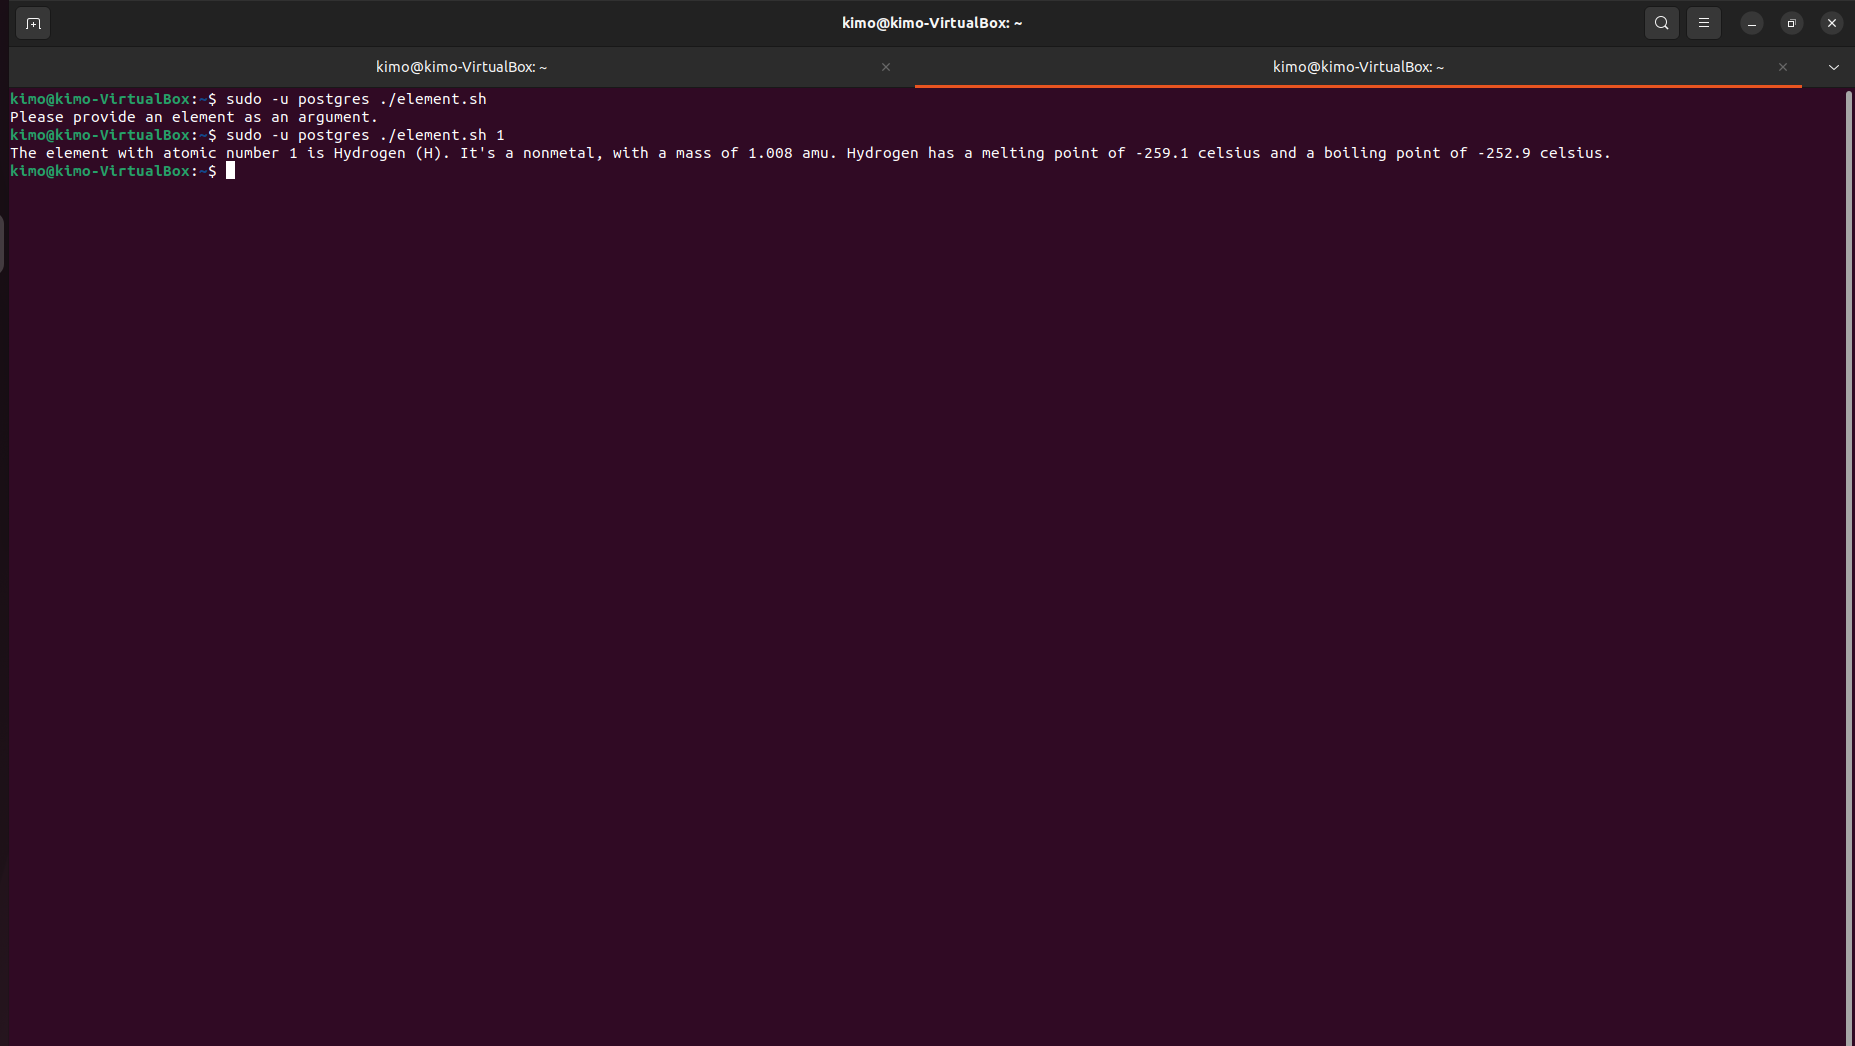 kimo@kimo-VirtualBox: ~
kimo@kimo-VirtualBox: ~
kimo@kimo-VirtualBox: ~
kimo@kimo-VirtualBox:~$ sudo -u postgres ./element.sh
Please provide an element as an argument.
kimo@kimo-VirtualBox:~$ sudo -u postgres ./element.sh 1
The element with atomic number 1 is Hydrogen (H). It's a nonmetal, with a mass of 1.008 amu. Hydrogen has a melting point of -259.1 celsius and a boiling point of -252.9 celsius.
kimo@kimo-VirtualBox:~$